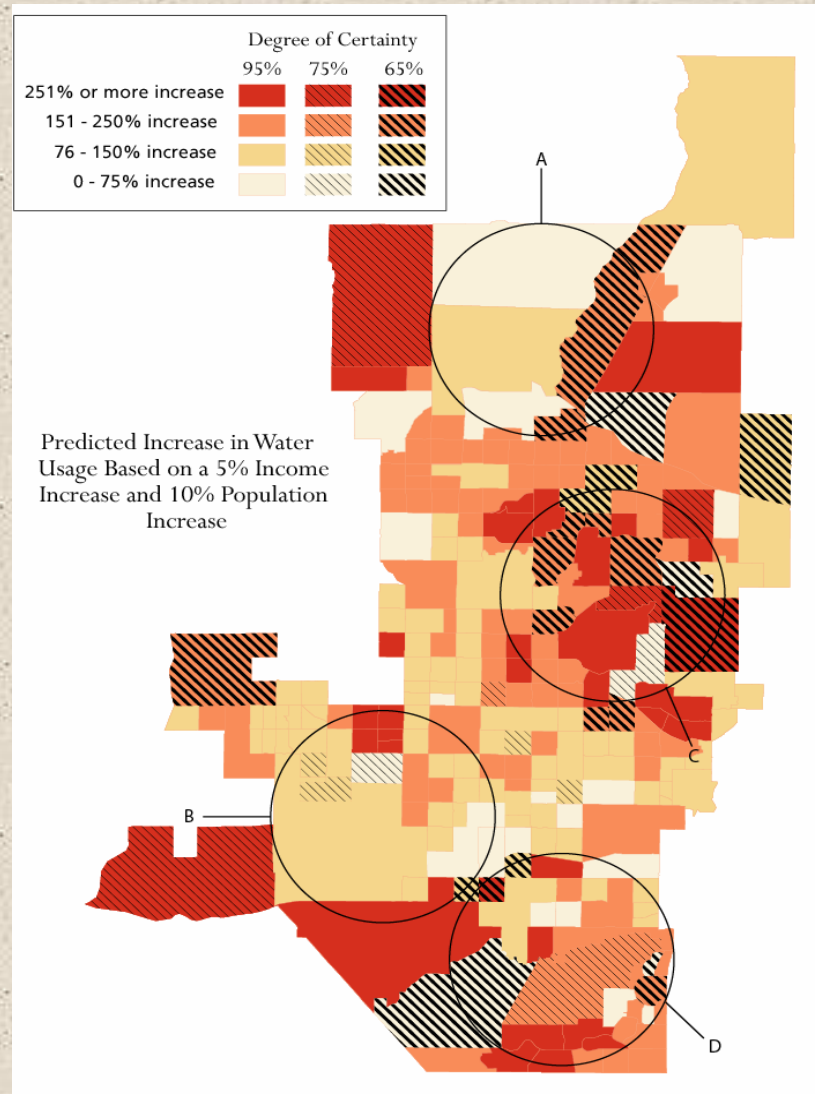 Degree of Certainty
95% 75% 65%
251% or more increase
151 - 250% increase
76 - 150% increase
0 - 75% increase
A
Predicted Increase in Water
Usage Based on a 5% Income
Increase and 10% Population
Increase
C
B
D